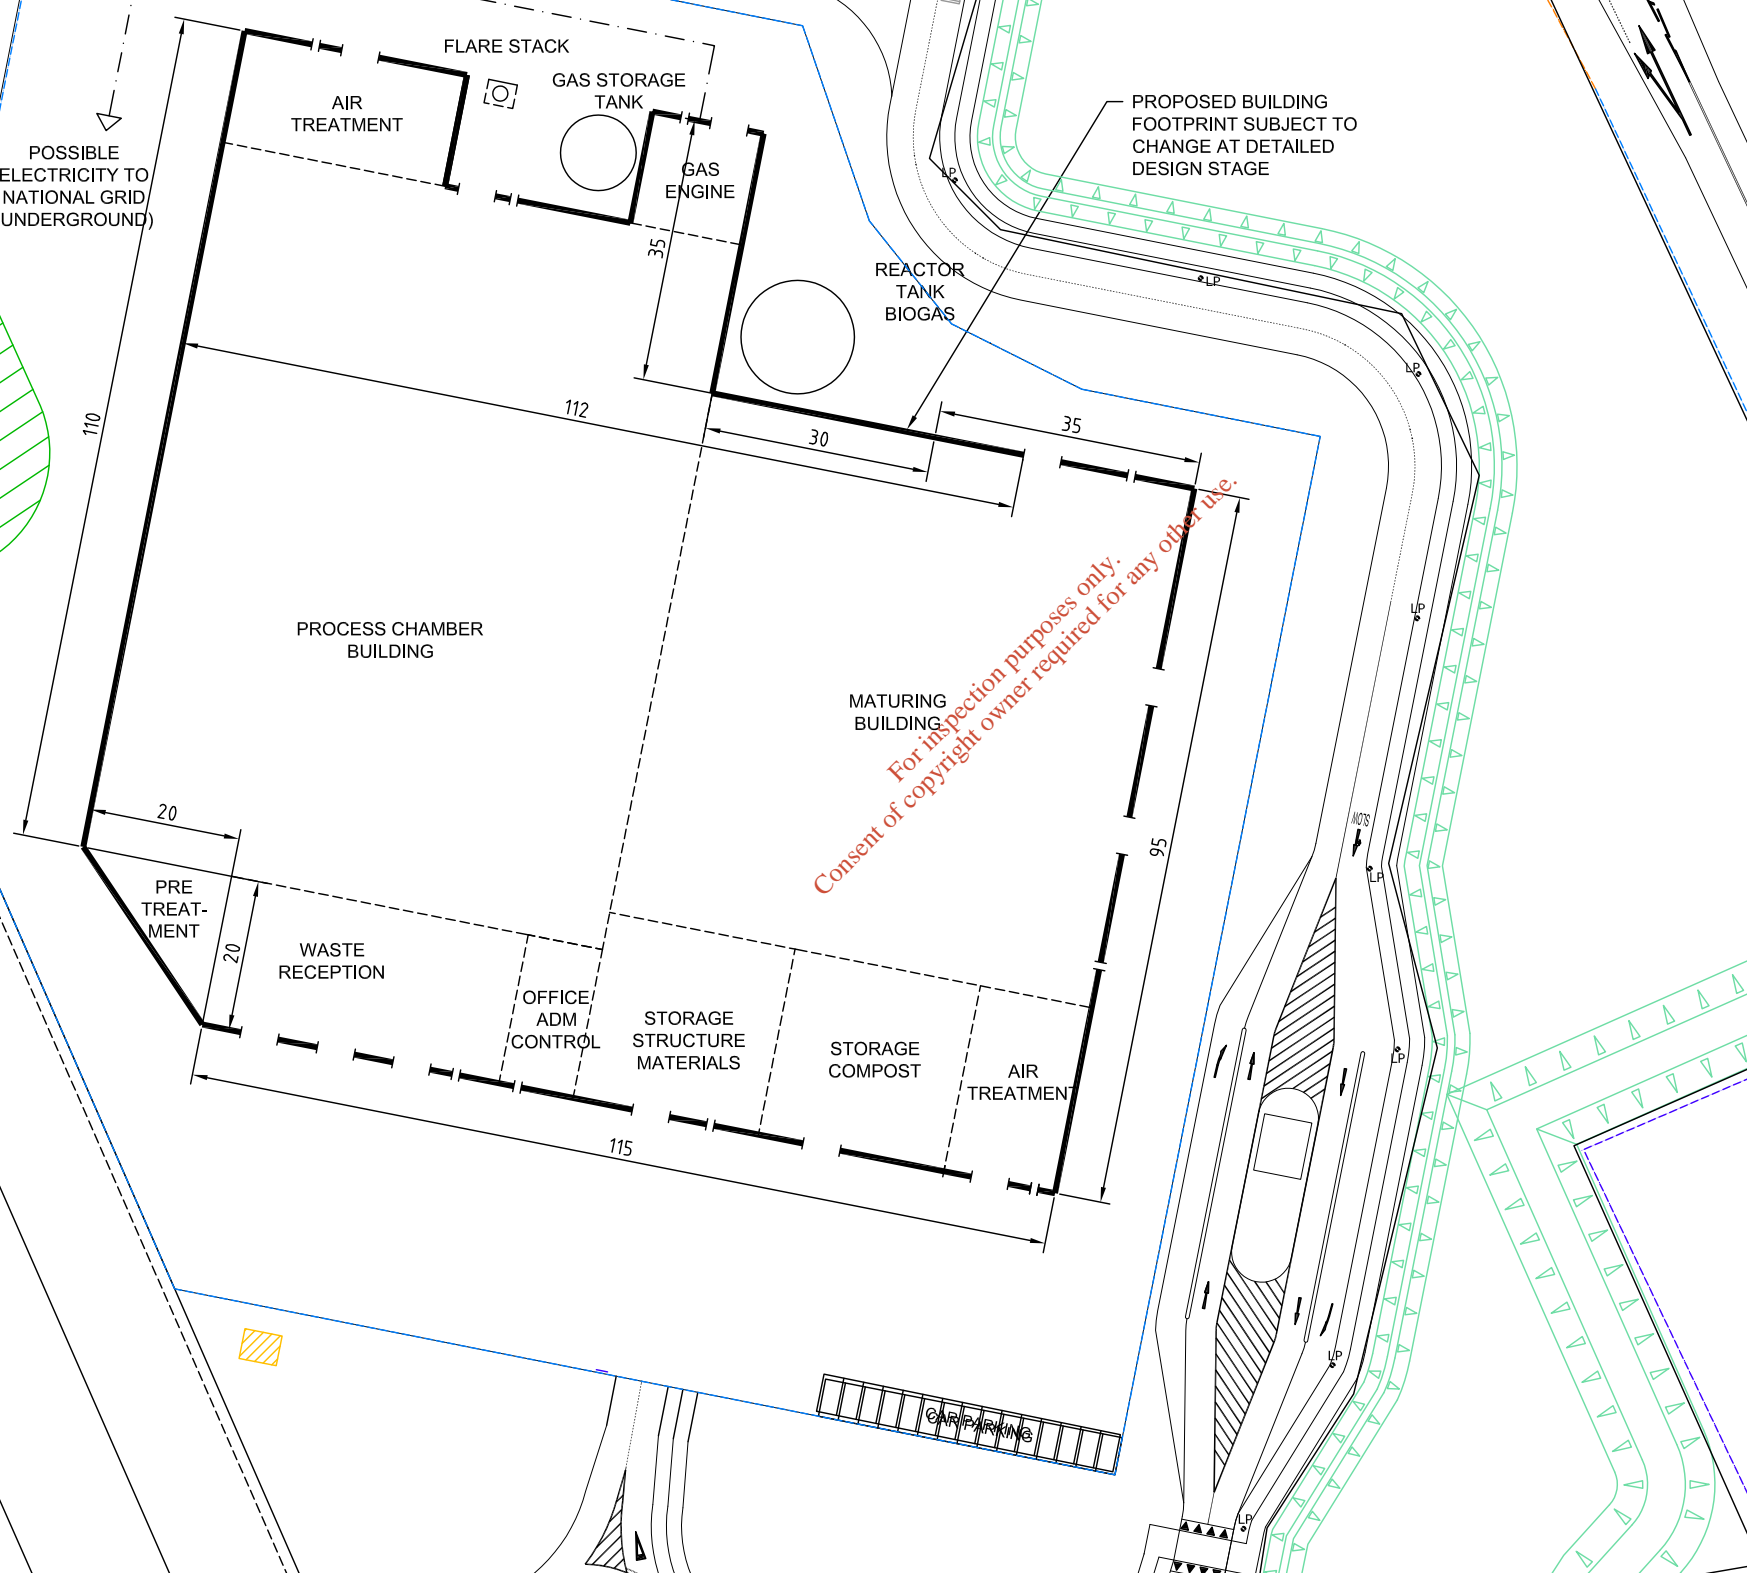 FLARE STACK
GAS STORAGE
TANK
AIR
TREATMENT
PROPOSED BUILDING
FOOTPRINT SUBJECT TO
CHANGE AT DETAILED
DESIGN STAGE
POSSIBLE
ELECTRICITY TO
NATIONAL GRID
UNDERGROUND)
GAS
ENGINE
LP
35
REACTOR
TANK
BIOGAS
LP
LP
110
112
30
35
For inspection purposes only.
Consent of copyright owner required for any other use.
PROCESS CHAMBER
BUILDING
LP
MATURING
BUILDING
20
SLOW
95
LP
PRE
TREAT-
MENT
20
WASTE
RECEPTION
OFFICE
ADM
CONTROL
STORAGE
STRUCTURE
MATERIALS
STORAGE
COMPOST
AIR
TREATMENT
LP
115
LP
CAR PARKING
CAR PARKING
LP